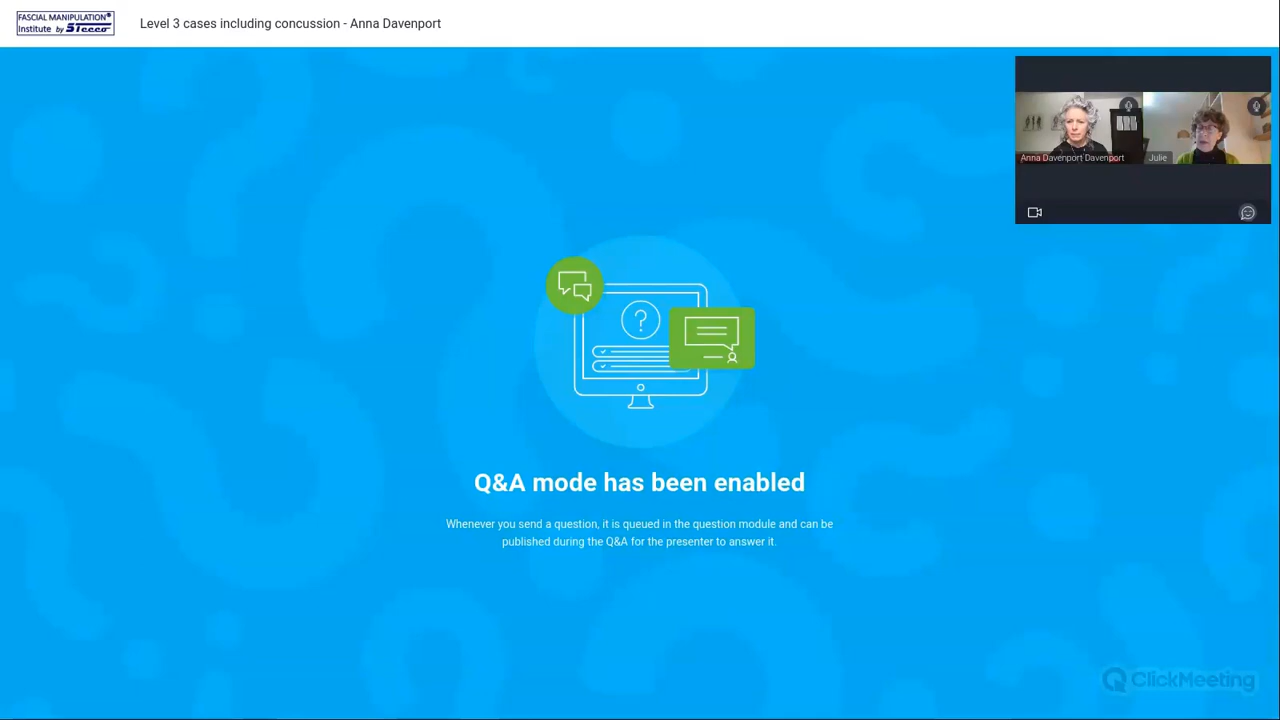 FASCIAL MANIPULATION®
Institute by Stecco
Level 3 cases including concussion - Anna Davenport
Anna Davenport Davenport
Julie
?
Q&A mode has been enabled
Whenever you send a question, it is queued in the question module and can be
published during the Q&A for the presenter to answer it.
ClickMeeting